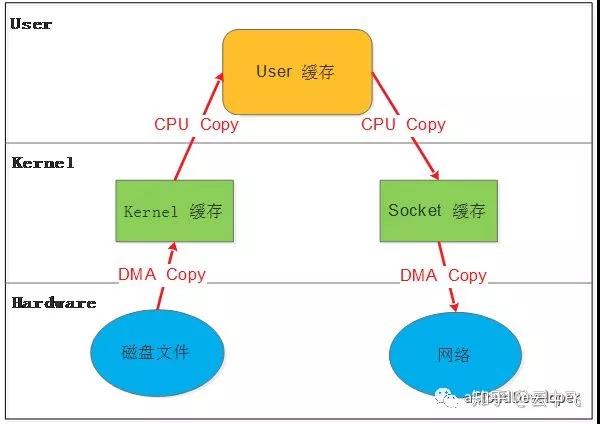 User
User 缓存
CPU Copy
CPU Copy
Kernel
Kernel 缓存
Socket 缓存
DMA Copy
DMA Copy
Hardware
磁盘文件
网络